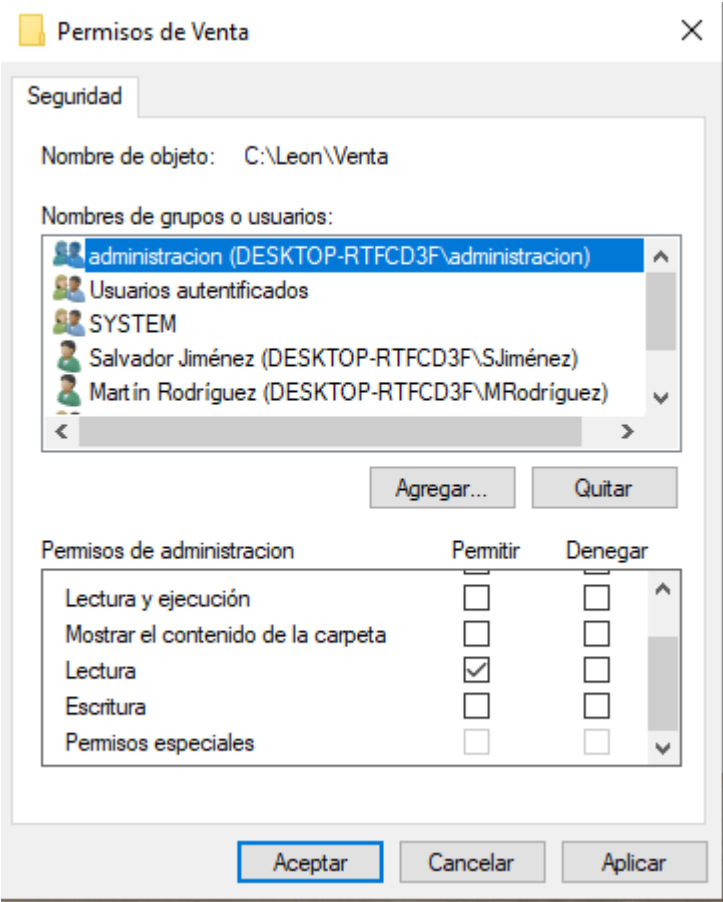 Permisos de Venta
Seguridad
Nombre de objeto: C:\Leon\Venta
Nombres de grupos o usuarios:
administracion (DESKTOP-RTFCD3F\administracion)
Usuarios autentificados
SYSTEM
Salvador Jiménez (DESKTOP-RTFCD3F\SJiménez)
Martín Rodríguez (DESKTOP-RTFCD3F\MRodríguez)
Agregar... Quitar
Permisos de administracion Permitir Denegar
Lectura y ejecución
Mostrar el contenido de la carpeta
Lectura
Escritura
Permisos especiales
Aceptar Cancelar Aplicar